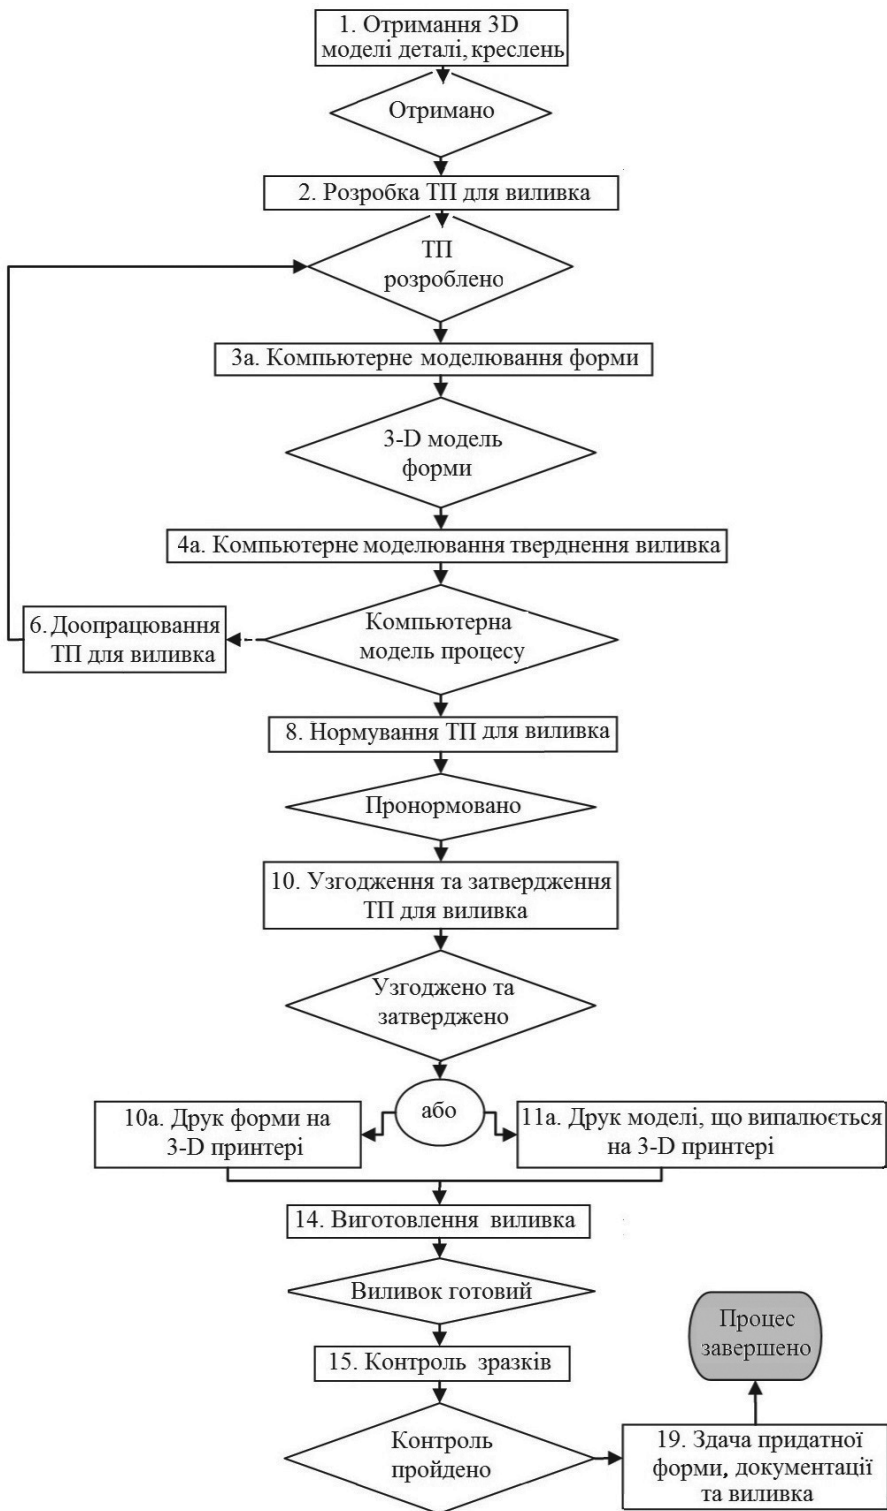 1. Отримання 3D
моделі деталі, креслень
Отримано
2. Розробка ТП для виливка
ТП
розроблено
3а. Компьютерне моделювання форми
3-D модель
форми
4а. Компьютерне моделювання тверднення виливка
6. Доопрацювання
ТП для виливка
Компьютерна
модель процесу
8. Нормування ТП для виливка
Пронормовано
10. Узгодження та затвердження
ТП для виливка
Узгоджено та
затверджено
або
10а. Друк форми на
3-D принтері
11а. Друк моделі, що випалюється
на 3-D принтері
14. Виготовлення виливка
Виливок готовий
15. Контроль зразків
Процес
завершено
Контроль
пройдено
19. Здача придатної
форми, документації
та виливка